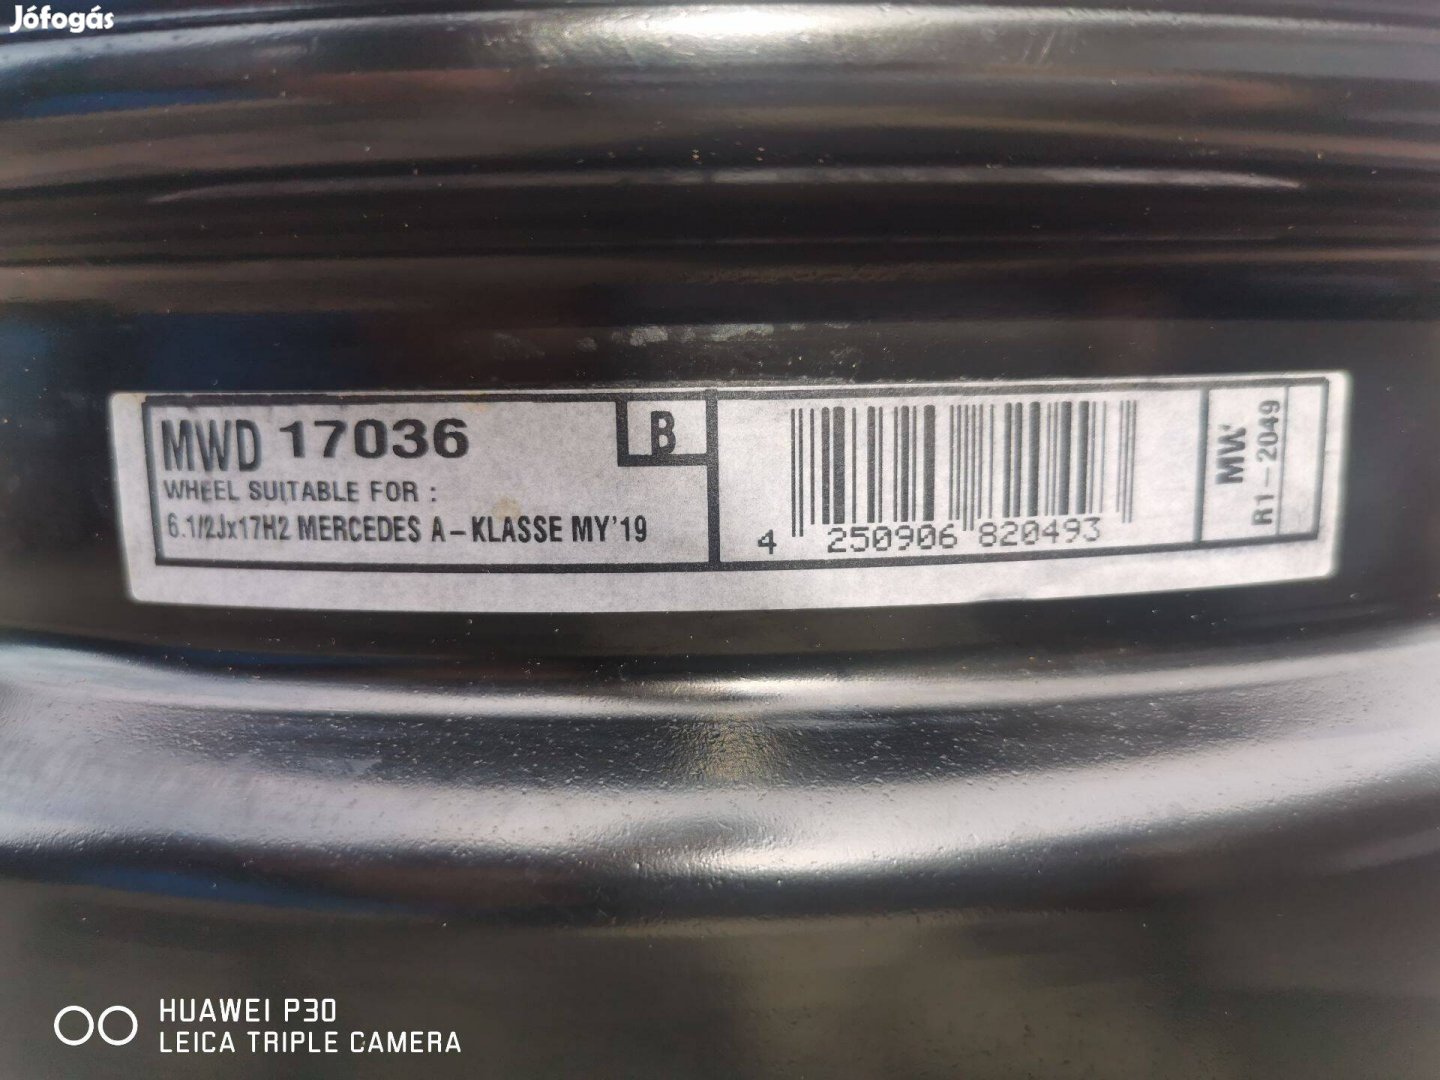 Jófogás
MWD 17036
B
WHEEL SUITABLE FOR :
6.1/2Jx17H2 MERCEDES A-KLASSE MY'19
4 250906 820493
MW
R1-2049
HUAWEI P30
LEICA TRIPLE CAMERA